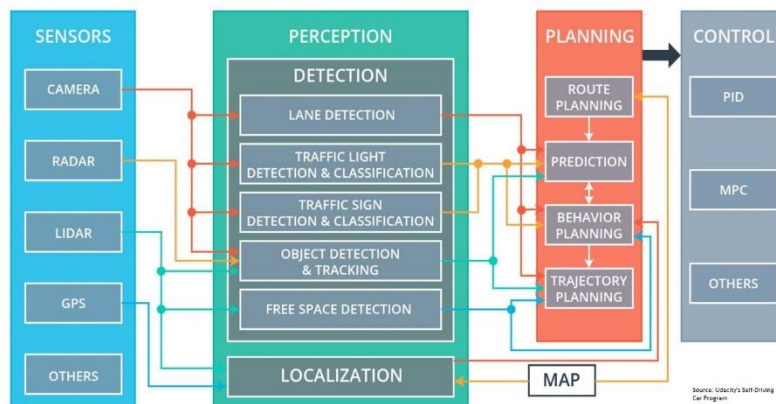 SENSORS
CAMERA
RADAR
LIDAR
GPS
OTHERS
PERCEPTION
DETECTION
LANE DETECTION
TRAFFIC LIGHT
DETECTION & CLASSIFICATION
TRAFFIC SIGN
DETECTION & CLASSIFICATION
OBJECT DETECTION
& TRACKING
FREE SPACE DETECTION
LOCALIZATION
PLANNING
ROUTE
PLANNING
PREDICTION
BEHAVIOR
PLANNING
TRAJECTORY
PLANNING
MAP
CONTROL
PID
MPC
OTHERS
Source: Udacity's Self-Driving
Car Program